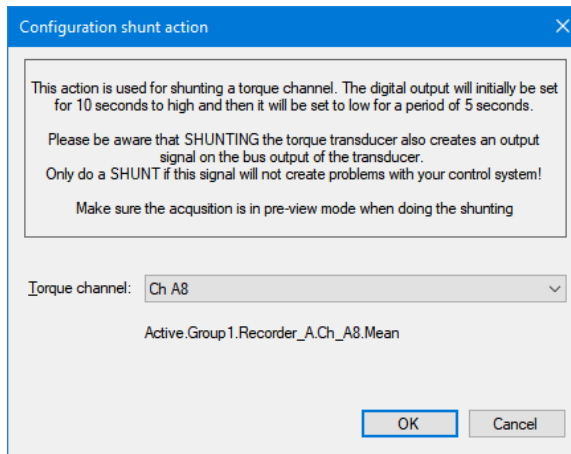 Configuration shunt action
This action is used for shunting a torque channel. The digital output will initially be set
for 10 seconds to high and then it will be set to low for a period of 5 seconds.
Please be aware that SHUNTING the torque transducer also creates an output
signal on the bus output of the transducer.
Only do a SHUNT if this signal will not create problems with your control system!
Make sure the acqusition is in pre-view mode when doing the shunting
Torque channel: Ch A8
Active.Group1.Recorder_A.Ch_A8.Mean
OK Cancel